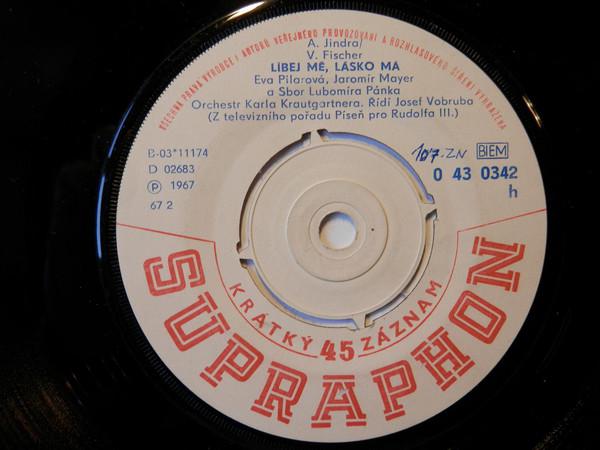 VŠECHNA PRÁVA VÝROBCE I AUTORŮ VEŘEJNÉHO PROVOZOVÁNÍ A ROZHLASOVÉHO ŠÍŘENÍ VYHRAŽENA
A. Jindra/
V. Fischer
LÍBEJ MĚ, LÁSKO MÁ
Eva Pilarová, Jaromír Mayer
a Sbor Lubomíra Pánka
Orchestr Karla Krautgartnera. Řídí Josef Vobruba
(Z televizního pořadu Píseň pro Rudolfa III.)
B-03*11174
107-ZN BIEM
D 02683
0 43 0342
Ⓟ 1967
h
67 2
KRÁTKÝ 45 ZÁZNAM
SUPRAPHON